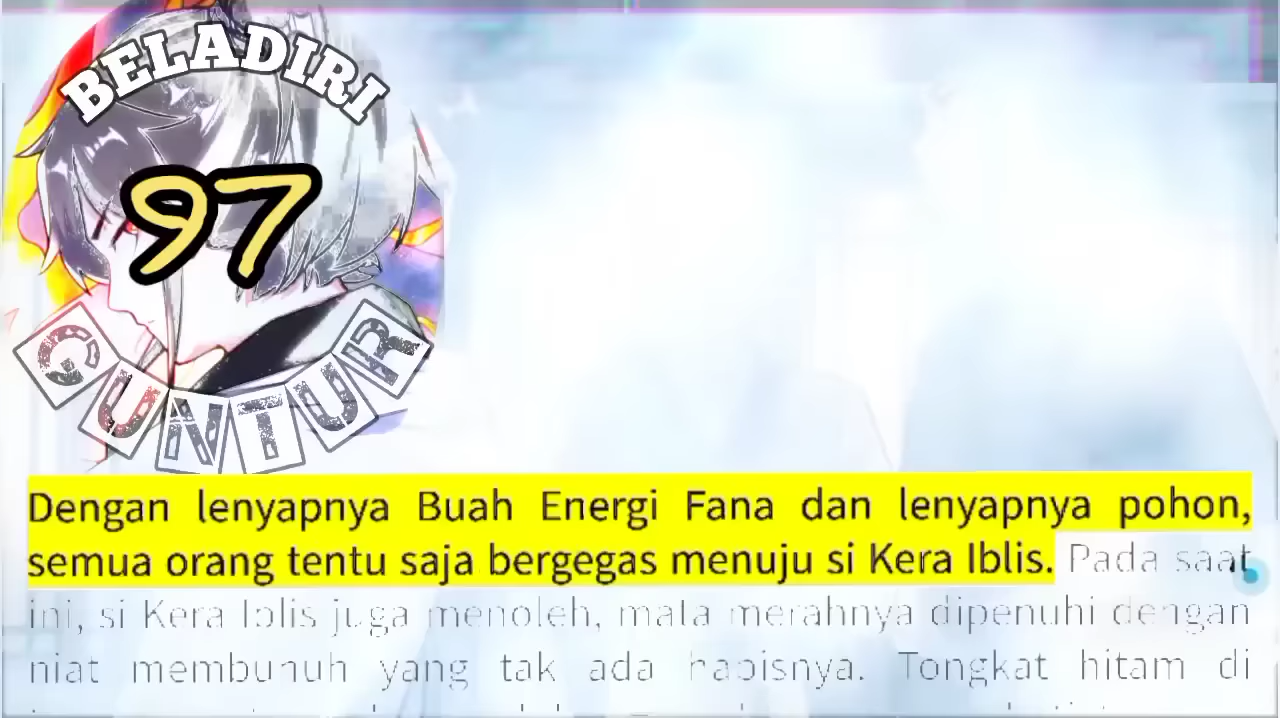 BELADIRI
97
GUNTUR
Dengan lenyapnya Buah Energi Fana dan lenyapnya pohon,
semua orang tentu saja bergegas menuju si Kera Iblis. Pada saat
ini, si Kera Iblis juga menoleh, mata merahnya dipenuhi dengan
niat membunuh yang tak ada habisnya. Tongkat hitam di